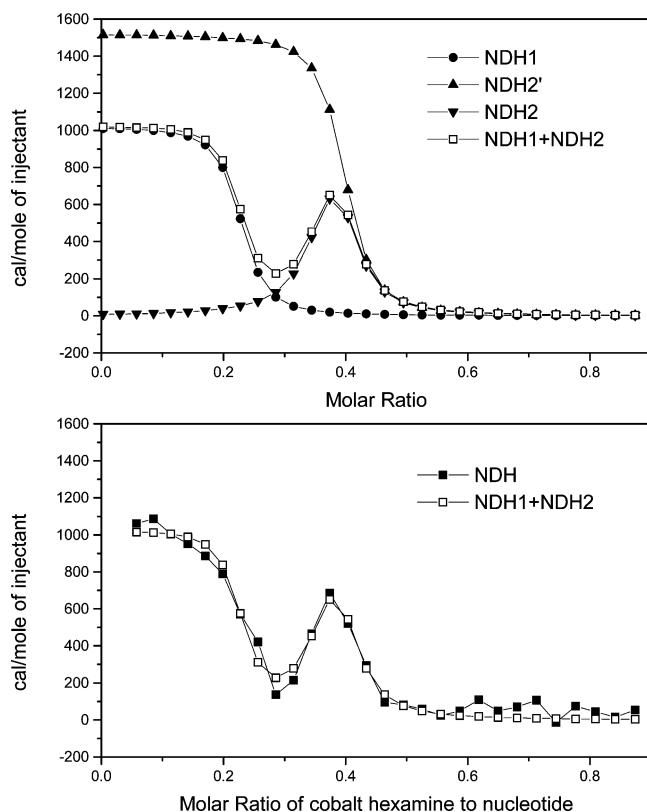 1600
1400
1200
1000
800
600
400
200
0
-200
cal/mole of injectant
NDH1
NDH2'
NDH2
NDH1+NDH2
0.0 0.2 0.4 0.6 0.8
Molar Ratio
1600
1400
1200
1000
800
600
400
200
0
-200
cal/mole of injectant
NDH
NDH1+NDH2
0.0 0.2 0.4 0.6 0.8
Molar Ratio of cobalt hexamine to nucleotide